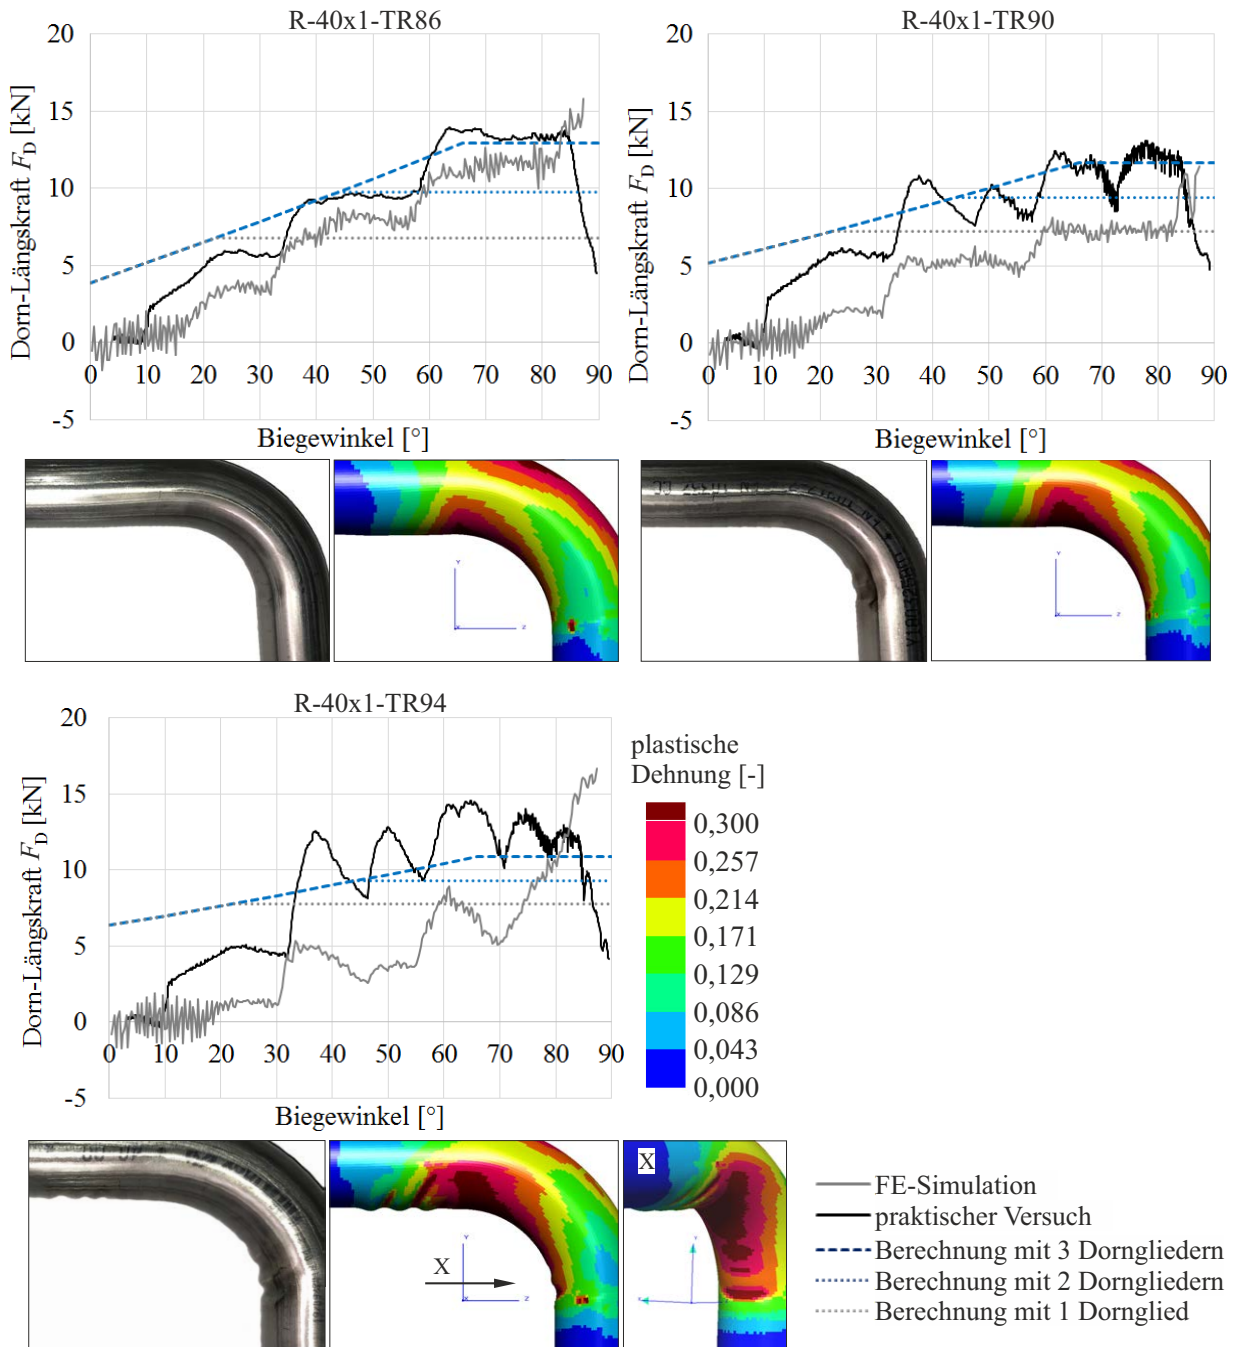 R-40x1-TR86
20
15
10
5
0
-5
Dorn-Längskraft F_D [kN]
0 10 20 30 40 50 60 70 80 90
Biegewinkel [°]
R-40x1-TR90
20
15
10
5
0
-5
Dorn-Längskraft F_D [kN]
0 10 20 30 40 50 60 70 80 90
Biegewinkel [°]
Y
X
Z
Y
X
Z
R-40x1-TR94
20
15
10
5
0
-5
Dorn-Längskraft F_D [kN]
0 10 20 30 40 50 60 70 80 90
Biegewinkel [°]
plastische
Dehnung [-]
0,300
0,257
0,214
0,171
0,129
0,086
0,043
0,000
X
Y
X
Z
X
FE-Simulation
praktischer Versuch
Berechnung mit 3 Dorngliedern
Berechnung mit 2 Dorngliedern
Berechnung mit 1 Dornglied